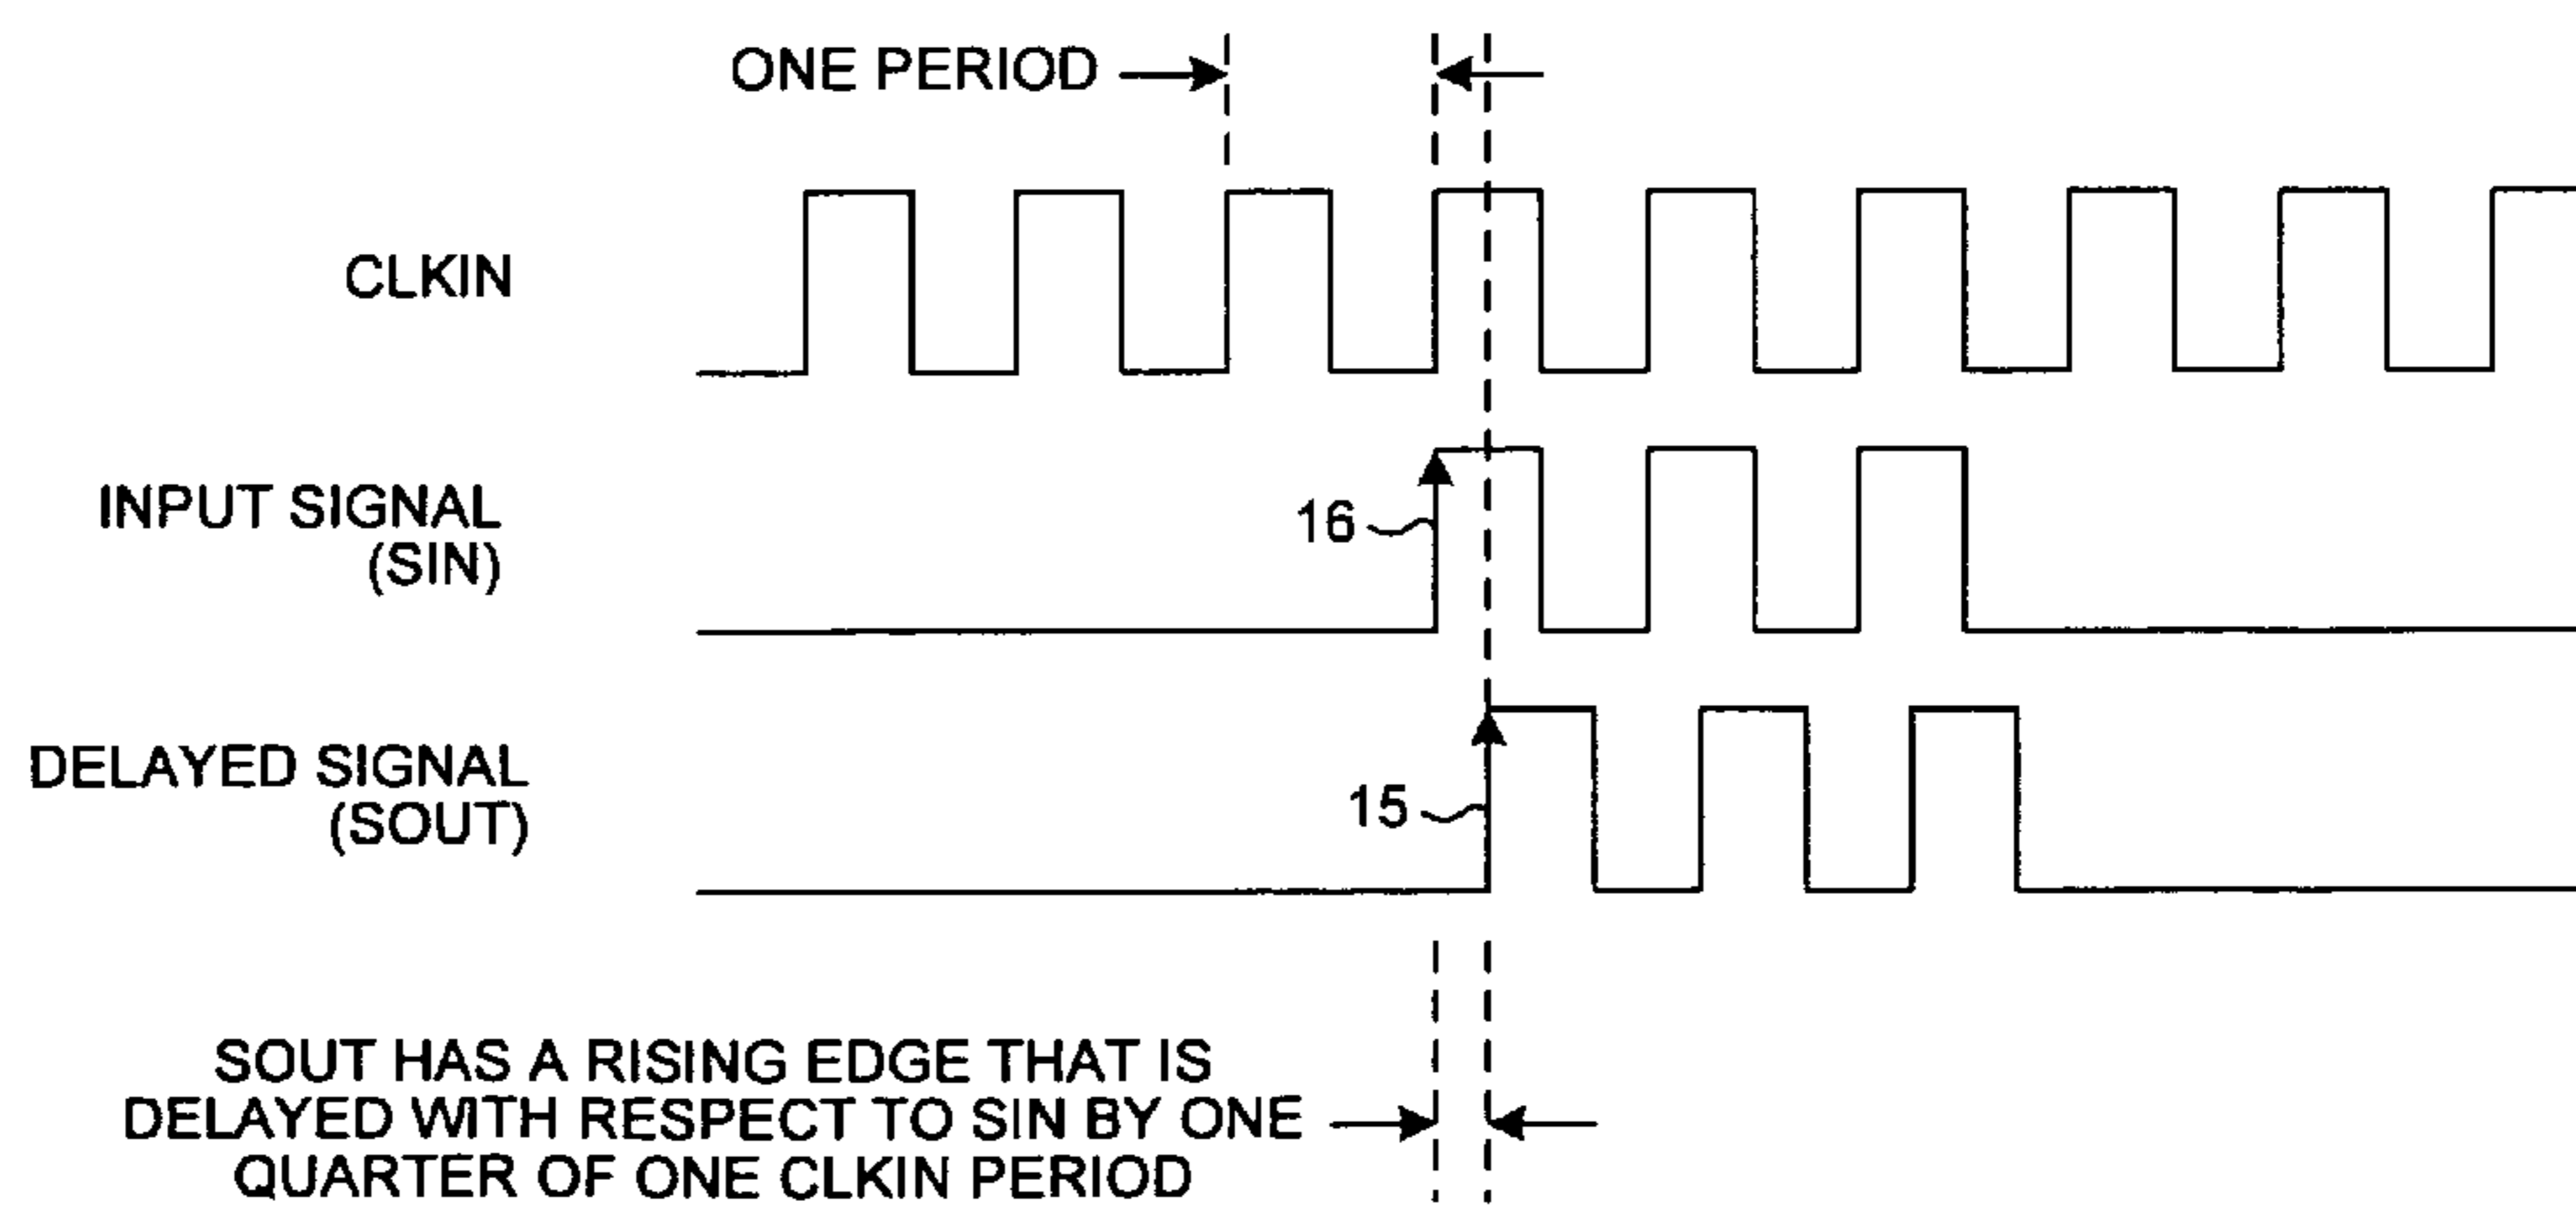 ONE PERIOD
CLKIN
INPUT SIGNAL
(SIN)
16
DELAYED SIGNAL
(SOUT)
15
SOUT HAS A RISING EDGE THAT IS
DELAYED WITH RESPECT TO SIN BY ONE
QUARTER OF ONE CLKIN PERIOD